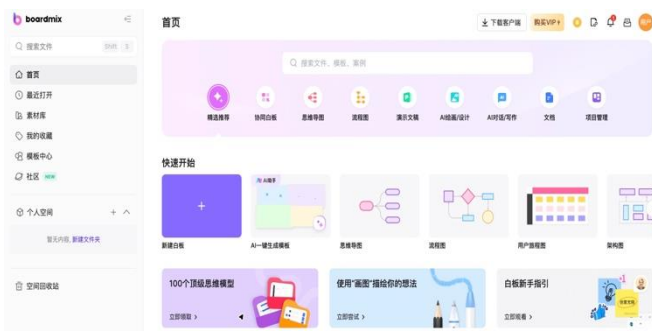 boardmix
首页
下载客户端
购买VIP
搜索文件
Shift
搜索文件、模板、案例
首页
最近打开
素材库
我的收藏
模板中心
社区 NEW
精选推荐
协同白板
思维导图
流程图
演示文稿
AI绘画/设计
AI对话/写作
文档
项目管理
快速开始
个人空间
暂无内容, 新建文件夹
AI 助手
新建白板
AI一键生成模板
思维导图
流程图
用户旅程图
架构图
空间回收站
100个顶级思维模型
立即领取 >
使用"画图"描绘你的想法
立即尝试 >
白板新手指引
立即观看 >
+1